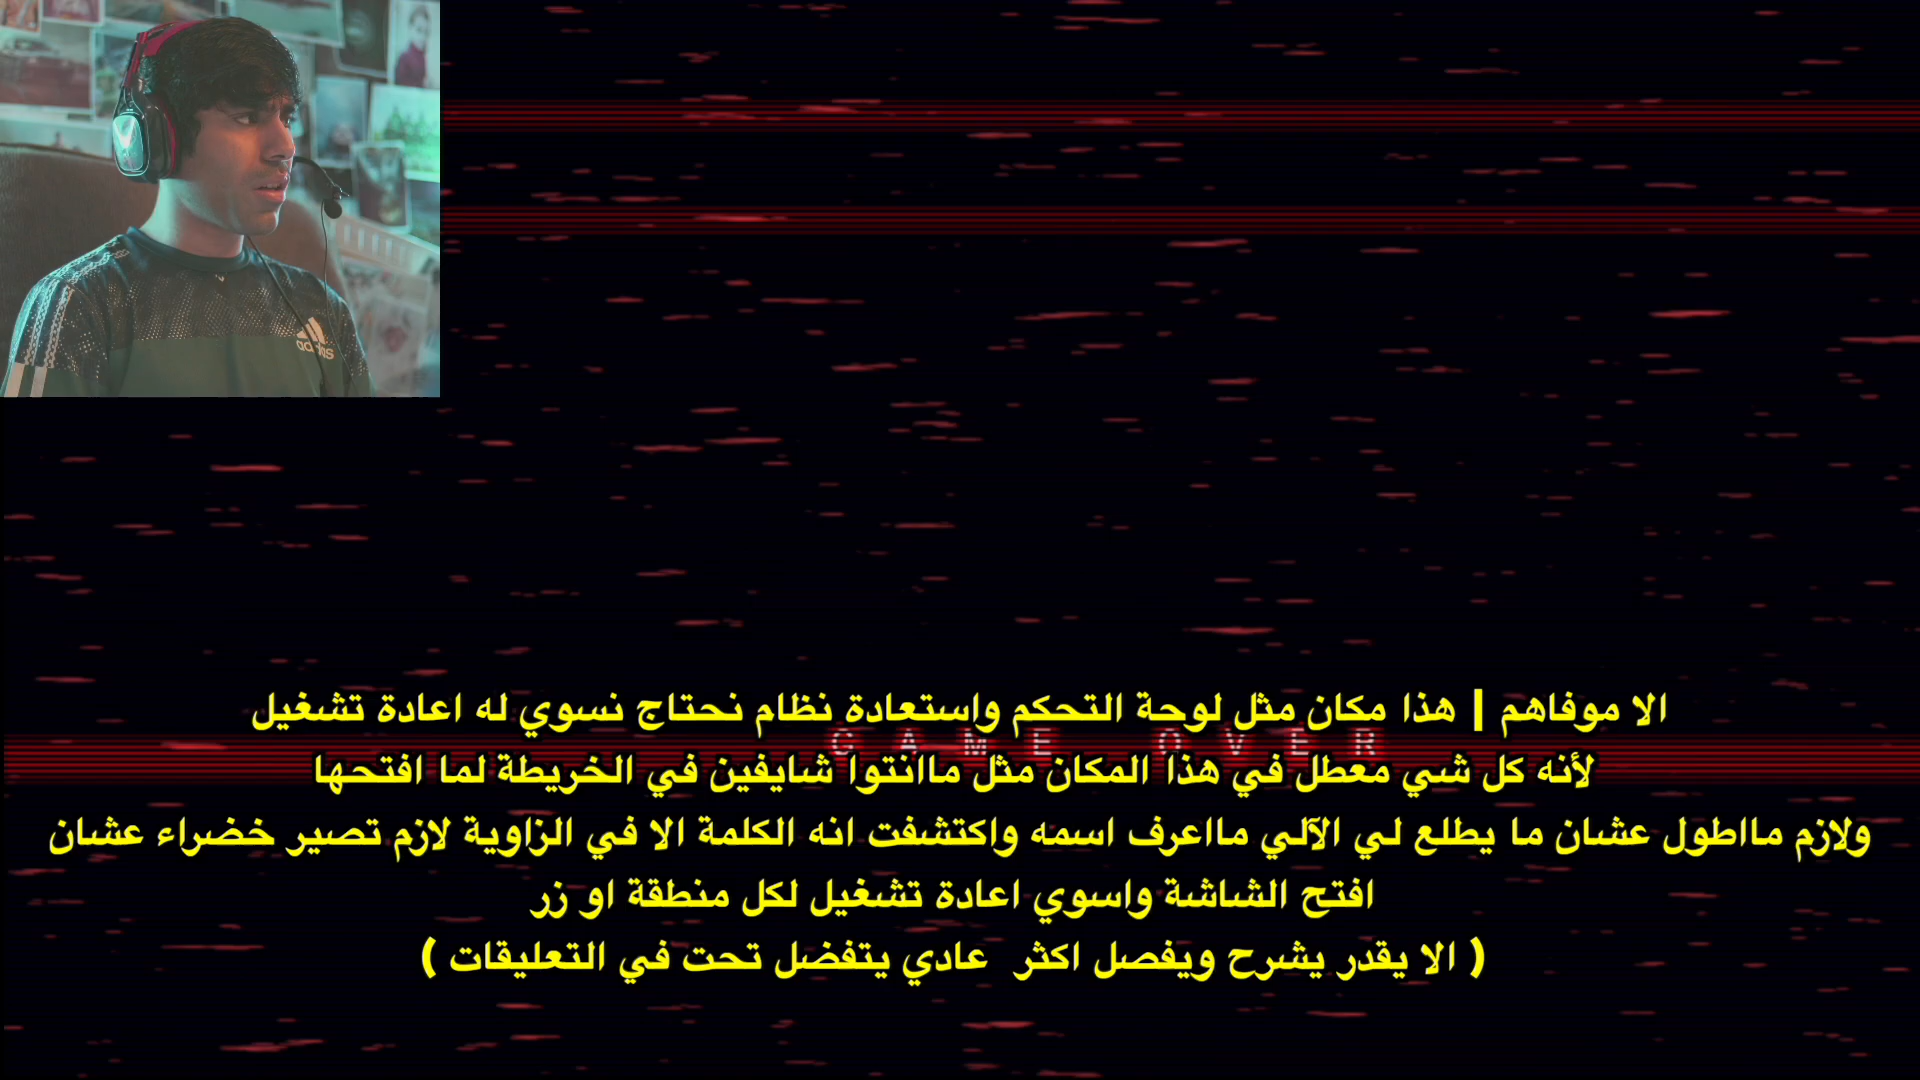 adidas
GAME OVER
الا موفاهم | هذا مكان مثل لوحة التحكم واستعادة نظام نحتاج نسوي له اعادة تشغيل
لأنه كل شي معطل في هذا المكان مثل ماانتوا شايفين في الخريطة لما افتحها
ولازم مااطول عشان ما يطلع لي الآلي مااعرف اسمه واكتشفت انه الكلمة الا في الزاوية لازم تصير خضراء عشان
افتح الشاشة واسوي اعادة تشغيل لكل منطقة او زر
( الا يقدر يشرح ويفصل اكثر عادي يتفضل تحت في التعليقات )